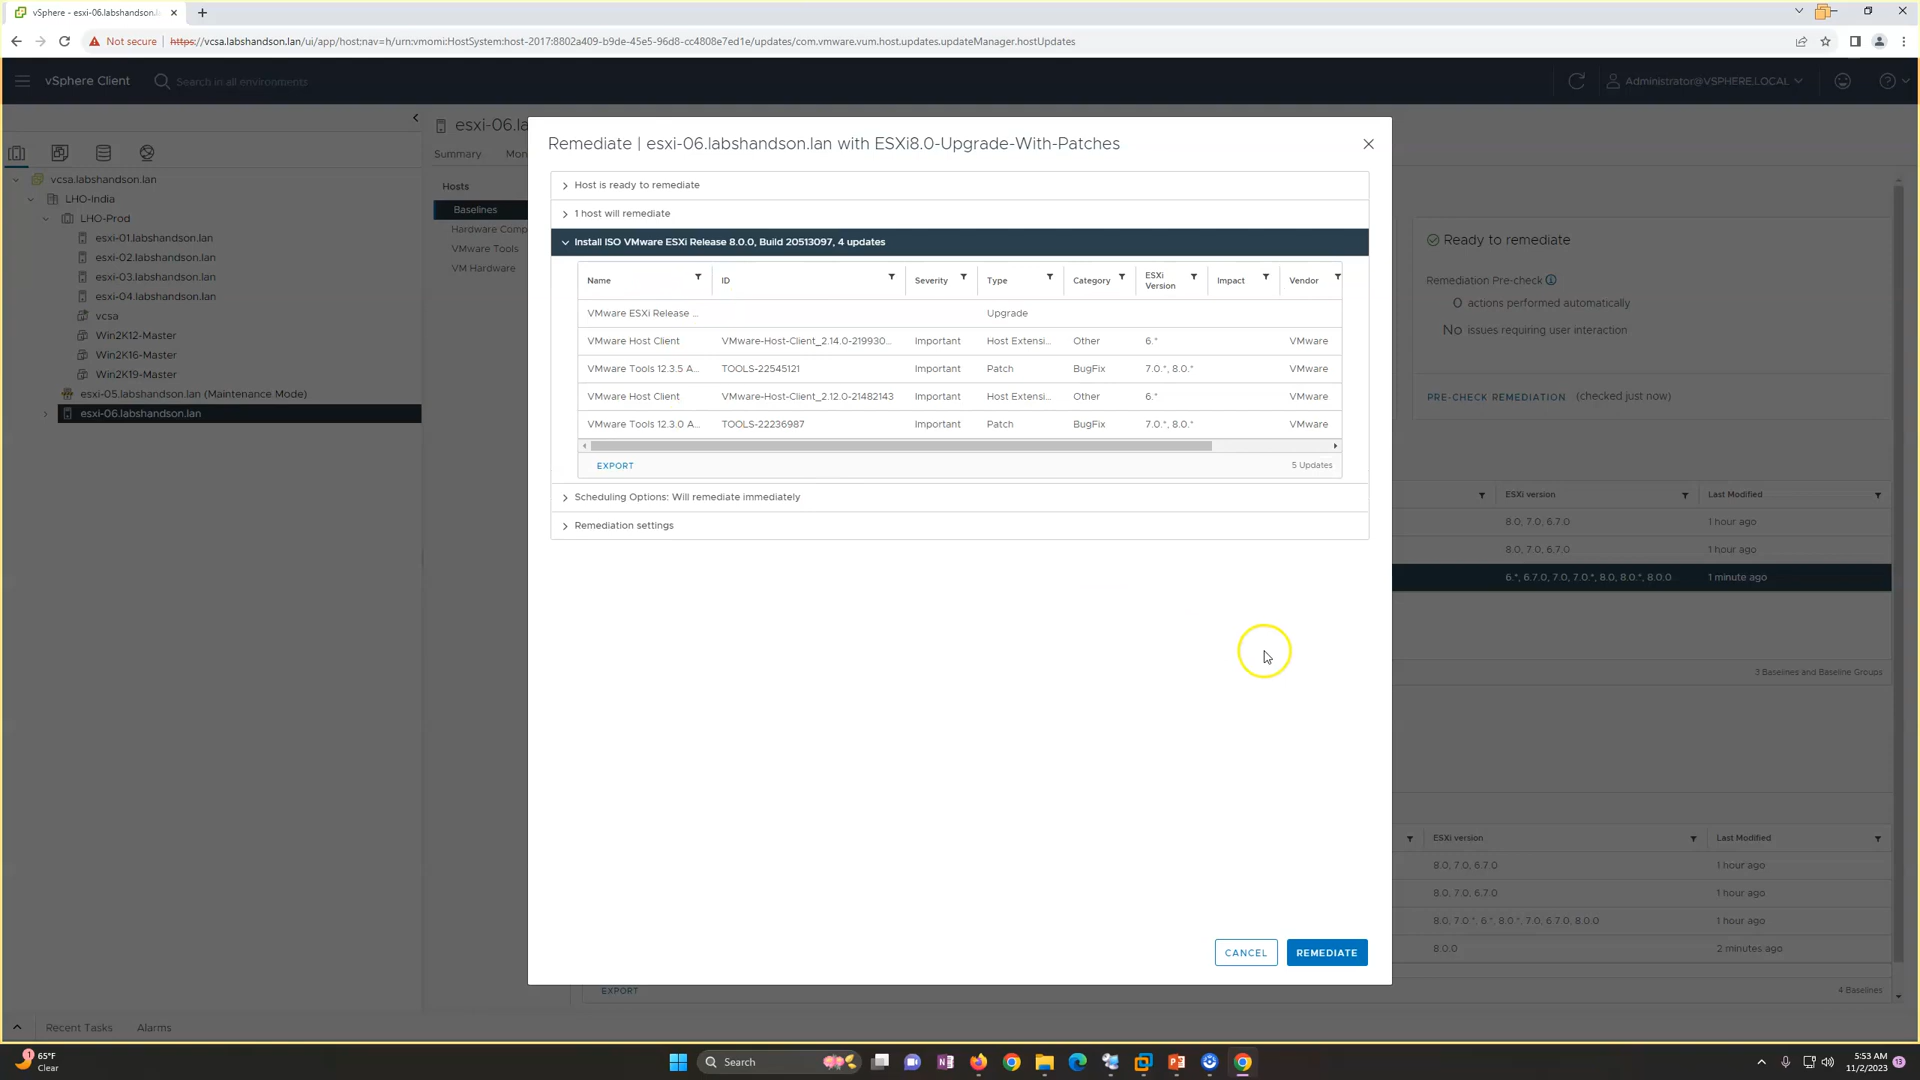 vSphere - esxi-06.labshandson.
Not secure
https://vcsa.labshandson.lan/ui/app/host;nav=h/urn:vmomi:HostSystem:host-2017:8802a409-b9de-45e5-96d8-cc4808e7ed1e/updates/com.vmware.vum.host.updates.updateManager.hostUpdates
vSphere Client
Search in all environments
Administrator@VSPHERE.LOCAL
vcsa.labshandson.lan
LHO-India
LHO-Prod
esxi-01.labshandson.lan
esxi-02.labshandson.lan
esxi-03.labshandson.lan
esxi-04.labshandson.lan
vcsa
Win2K12-Master
Win2K16-Master
Win2K19-Master
esxi-05.labshandson.lan (Maintenance Mode)
esxi-06.labshandson.lan
esxi-06.la
Summary Mon
Hosts
Baselines
Hardware Comp
VMware Tools
VM Hardware
Remediate | esxi-06.labshandson.lan with ESXi8.0-Upgrade-With-Patches
Host is ready to remediate
1 host will remediate
Install ISO VMware ESXi Release 8.0.0, Build 20513097, 4 updates
Name ID Severity Type Category ESXi Version Impact Vendor
VMware ESXi Release ... Upgrade
VMware Host Client VMware-Host-Client_2.14.0-219930... Important Host Extensi... Other 6.* VMware
VMware Tools 12.3.5 A... TOOLS-22545121 Important Patch BugFix 7.0.*, 8.0.* VMware
VMware Host Client VMware-Host-Client_2.12.0-21482143 Important Host Extensi... Other 6.* VMware
VMware Tools 12.3.0 A... TOOLS-22236987 Important Patch BugFix 7.0.*, 8.0.* VMware
EXPORT 5 Updates
Scheduling Options: Will remediate immediately
Remediation settings
CANCEL REMEDIATE
Ready to remediate
Remediation Pre-check
0 actions performed automatically
No issues requiring user interaction
PRE-CHECK REMEDIATION (checked just now)
ESXi version Last Modified
8.0, 7.0, 6.7.0 1 hour ago
8.0, 7.0, 6.7.0 1 hour ago
6.*, 6.7.0, 7.0, 7.0.*, 8.0, 8.0.*, 8.0.0 1 minute ago
3 Baselines and Baseline Groups
ESXi version Last Modified
8.0, 7.0, 6.7.0 1 hour ago
8.0, 7.0, 6.7.0 1 hour ago
8.0, 7.0.*, 6.*, 8.0.*, 7.0, 6.7.0, 8.0.0 1 hour ago
8.0.0 2 minutes ago
EXPORT 4 Baselines
Recent Tasks Alarms
1
65°F
Clear
Search
5:53 AM
11/2/2023
13